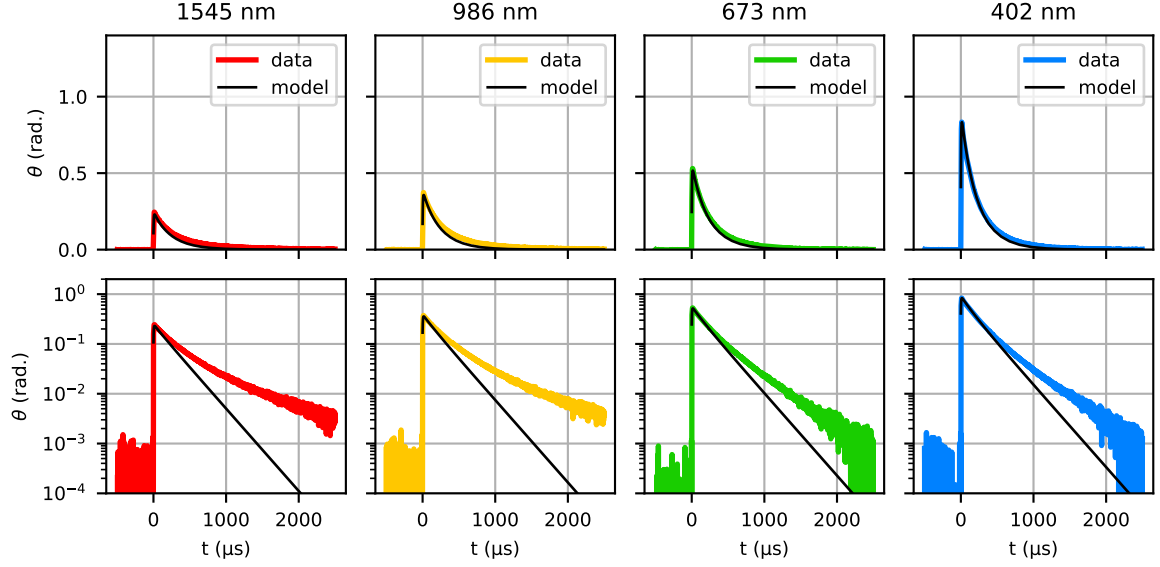 1545 nm 986 nm 673 nm 402 nm
data data data data
model model model model
θ (rad.)
1.0
0.5
0.0
θ (rad.)
10⁰
10⁻¹
10⁻²
10⁻³
10⁻⁴
0 1000 2000 0 1000 2000 0 1000 2000 0 1000 2000
t (µs) t (µs) t (µs) t (µs)